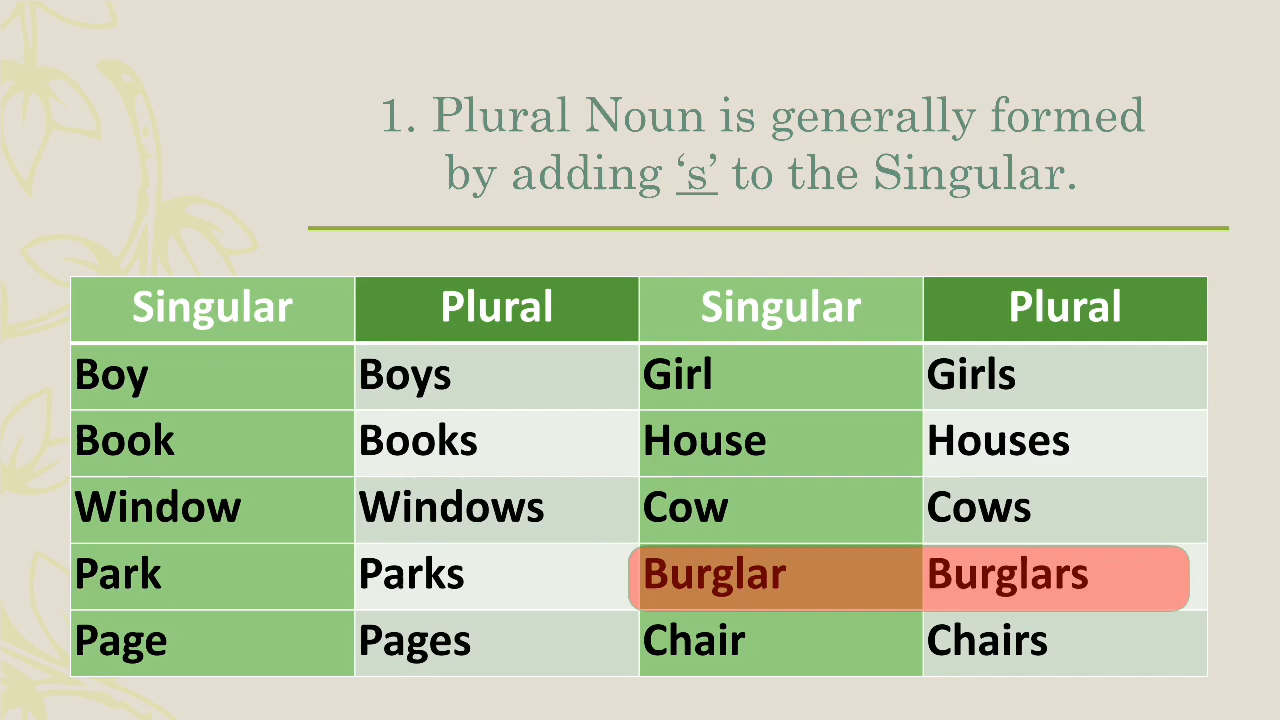 1. Plural Noun is generally formed
by adding ‘s’ to the Singular.
Singular Plural Singular Plural
Boy Boys Girl Girls
Book Books House Houses
Window Windows Cow Cows
Park Parks Burglar Burglars
Page Pages Chair Chairs